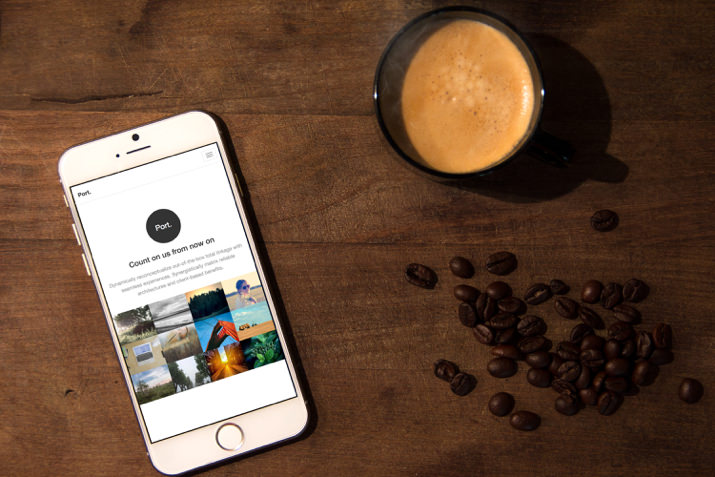 Port.
Port.
Count on us from now on
Dynamically reconceptualize out-of-the-box total linkage with
seamless experiences. Synergistically matrix reliable
architectures and client-based benefits.